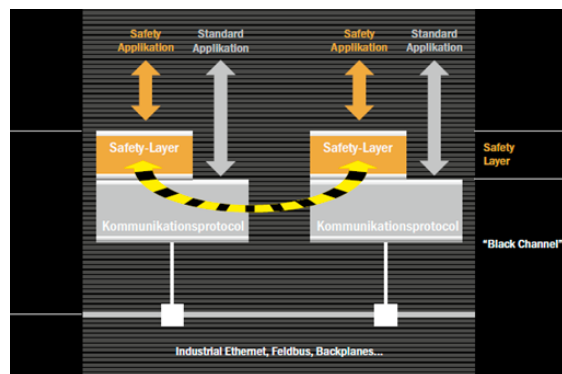 Safety
Applikation
Standard
Applikation
Safety
Applikation
Standard
Applikation
Safety-Layer
Safety-Layer
Safety
Layer
Kommunikationsprotocol
Kommunikationsprotocol
"Black Channel"
Industrial Ethernet, Feldbus, Backplanes...